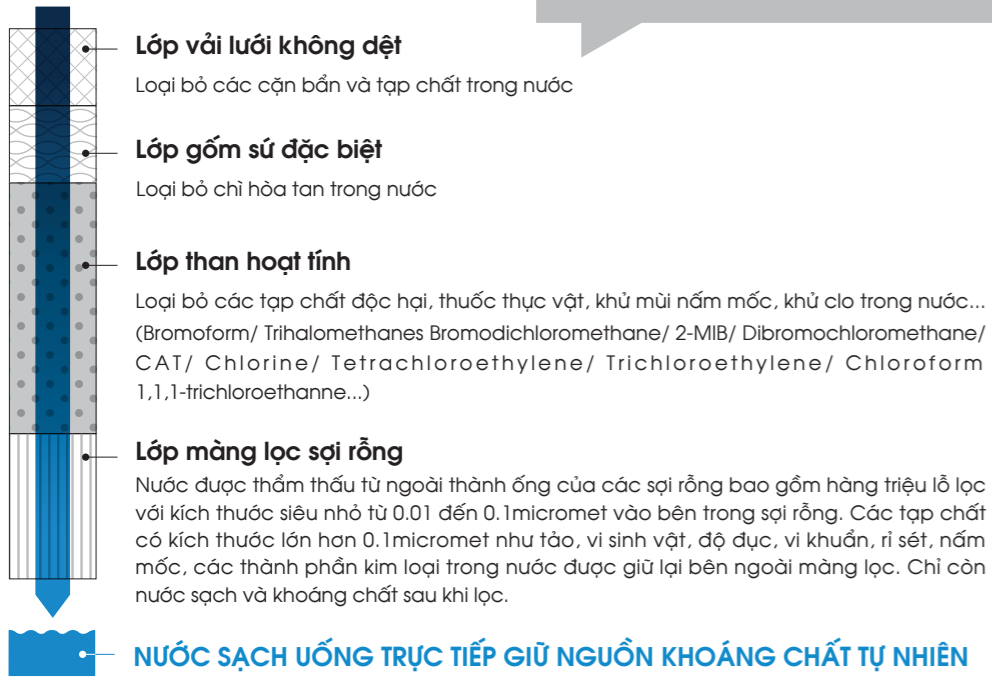 Lớp vải lưới không dệt
Loại bỏ các cặn bẩn và tạp chất trong nước
Lớp gốm sứ đặc biệt
Loại bỏ chì hòa tan trong nước
Lớp than hoạt tính
Loại bỏ các tạp chất độc hại, thuốc thực vật, khử mùi nấm mốc, khử clo trong nước...
(Bromoform/ Trihalomethanes Bromodichloromethane/ 2-MIB/ Dibromochloromethane/
CAT/ Chlorine/ Tetrachloroethylene/ Trichloroethylene/ Chloroform
1,1,1-trichloroethanne...)
Lớp màng lọc sợi rỗng
Nước được thẩm thấu từ ngoài thành ống của các sợi rỗng bao gồm hàng triệu lỗ lọc
với kích thước siêu nhỏ từ 0.01 đến 0.1micromet vào bên trong sợi rỗng. Các tạp chất
có kích thước lớn hơn 0.1micromet như tảo, vi sinh vật, độ đục, vi khuẩn, rỉ sét, nấm
mốc, các thành phần kim loại trong nước được giữ lại bên ngoài màng lọc. Chỉ còn
nước sạch và khoáng chất sau khi lọc.
NƯỚC SẠCH UỐNG TRỰC TIẾP GIỮ NGUỒN KHOÁNG CHẤT TỰ NHIÊN